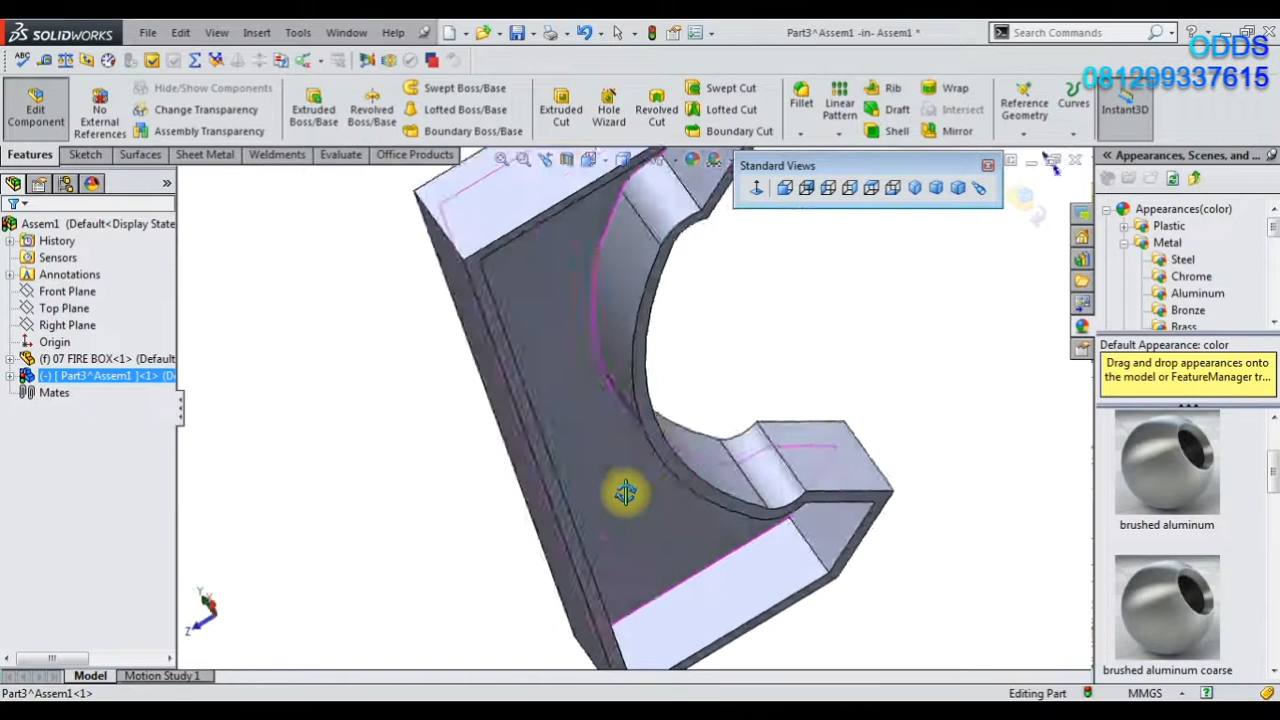 SOLIDWORKS File Edit View Insert Tools Window Help Part3^Assem1 -in- Assem1 * Search Commands
ODDS
081299337615
Edit Component
No External References
Hide/Show Components
Change Transparency
Assembly Transparency
Extruded Boss/Base
Revolved Boss/Base
Swept Boss/Base
Lofted Boss/Base
Boundary Boss/Base
Extruded Cut
Hole Wizard
Revolved Cut
Swept Cut
Lofted Cut
Boundary Cut
Fillet
Linear Pattern
Rib
Draft
Shell
Wrap
Intersect
Mirror
Reference Geometry
Curves
Instant3D
Features Sketch Surfaces Sheet Metal Weldments Evaluate Office Products
Standard Views
Appearances, Scenes, and...
Assem1 (Default<Display State
History
Sensors
Annotations
Front Plane
Top Plane
Right Plane
Origin
(f) 07 FIRE BOX<1> (Default
(-) [ Part3^Assem1 ]<1> (D
Mates
Appearances(color)
Plastic
Metal
Steel
Chrome
Aluminum
Bronze
Brass
Default Appearance: color
Drag and drop appearances onto
the model or FeatureManager tr...
brushed aluminum
brushed aluminum coarse
Y
Z
Model Motion Study 1
Part3^Assem1<1> Editing Part MMGS